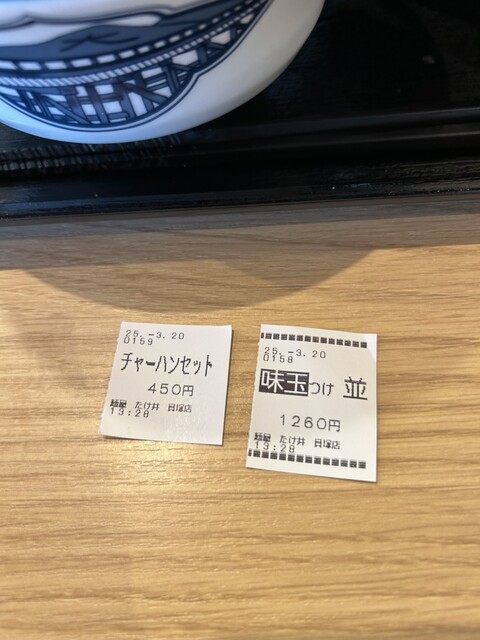 25.-3.20
0159
チャーハンセット
450円
麺屋 たけ井 貝塚店
13:28
25.-3.20
0158
味玉つけ 並
1260円
麺屋 たけ井 貝塚店
13:28